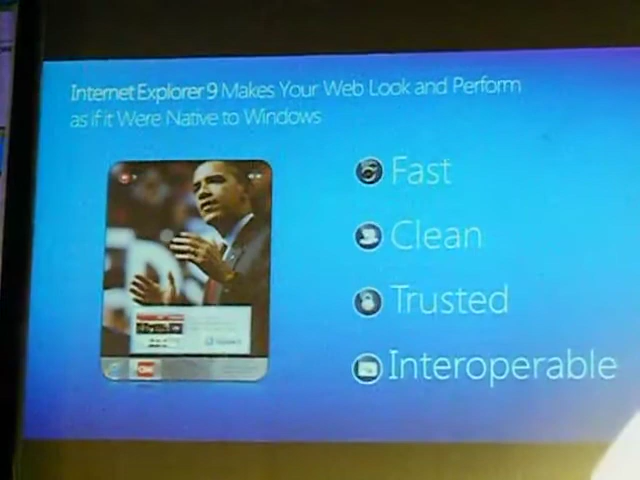 Internet Explorer 9 Makes Your Web Look and Perform
as if it Were Native to Windows
Fast
Clean
Trusted
Interoperable
CNN